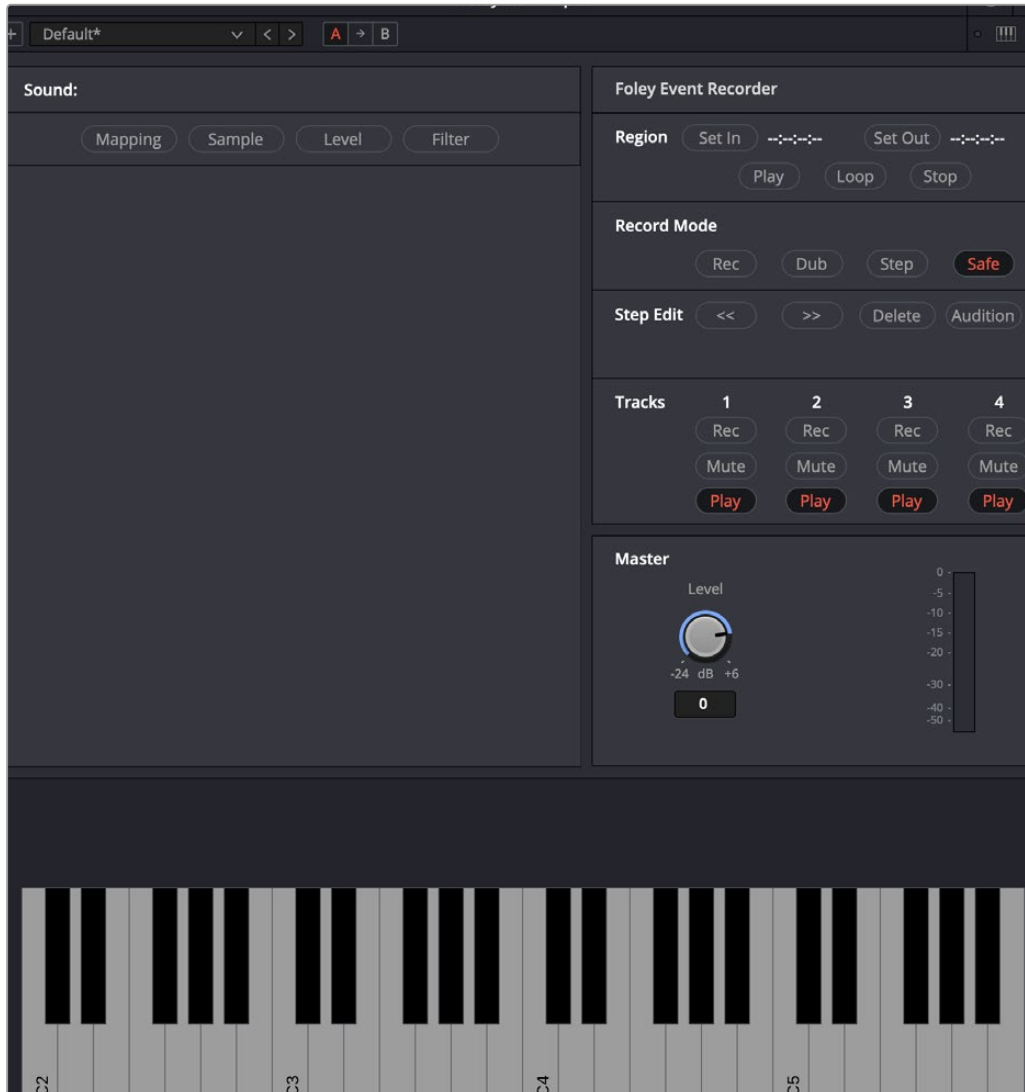 + Default* < > A → B
Sound:
Mapping Sample Level Filter
Foley Event Recorder
Region Set In --:--:--:-- Set Out --:--:--:--
Play Loop Stop
Record Mode
Rec Dub Step Safe
Step Edit << >> Delete Audition
Tracks 1 2 3 4
Rec Rec Rec Rec
Mute Mute Mute Mute
Play Play Play Play
Master
Level
-24 dB +6
0
0 -
-5 -
-10 -
-15 -
-20 -
-30 -
-40 -
-50 -
C2 C3 C4 C5